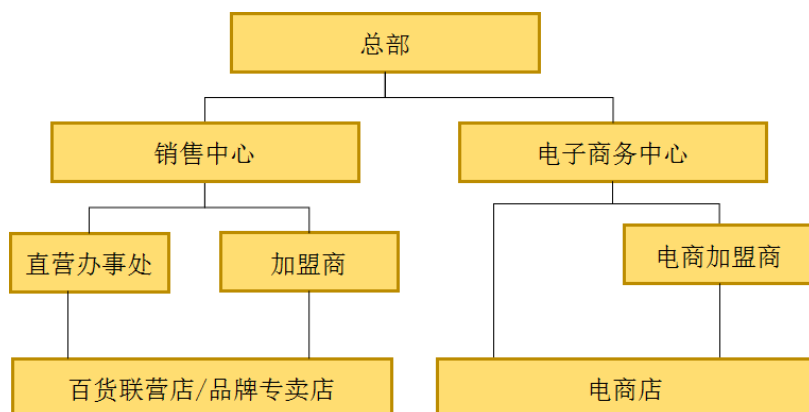 总部
销售中心
电子商务中心
直营办事处
加盟商
电商加盟商
百货联营店/品牌专卖店
电商店